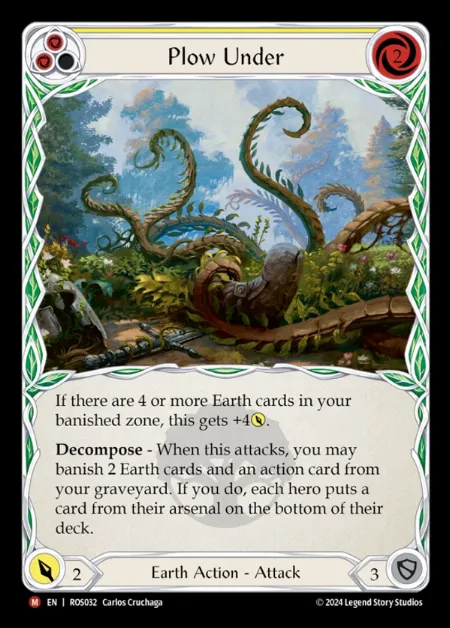 Plow Under
2
If there are 4 or more Earth cards in your
banished zone, this gets +4.
Decompose - When this attacks, you may
banish 2 Earth cards and an action card from
your graveyard. If you do, each hero puts a
card from their arsenal on the bottom of their
deck.
2
Earth Action - Attack
3
M EN | ROS032 Carlos Cruchaga
© 2024 Legend Story Studios